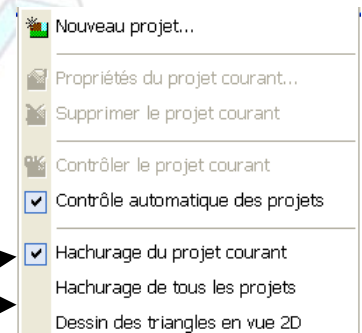 Nouveau projet...
Propriétés du projet courant...
Supprimer le projet courant
Contrôler le projet courant
Contrôle automatique des projets
Hachurage du projet courant
Hachurage de tous les projets
Dessin des triangles en vue 2D